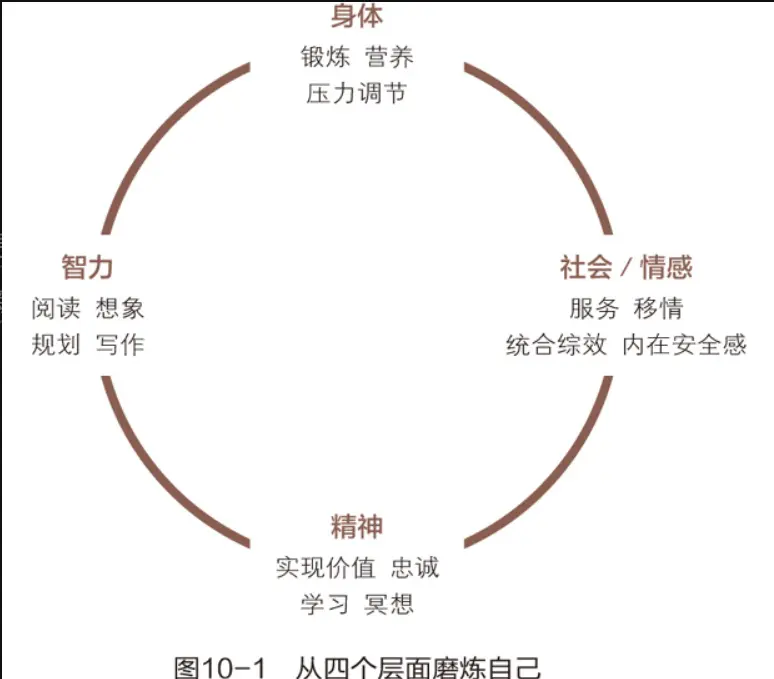 身体
锻炼 营养
压力调节
智力
阅读 想象
规划 写作
社会 / 情感
服务 移情
统合综效 内在安全感
精神
实现价值 忠诚
学习 冥想
图10-1 从四个层面磨炼自己